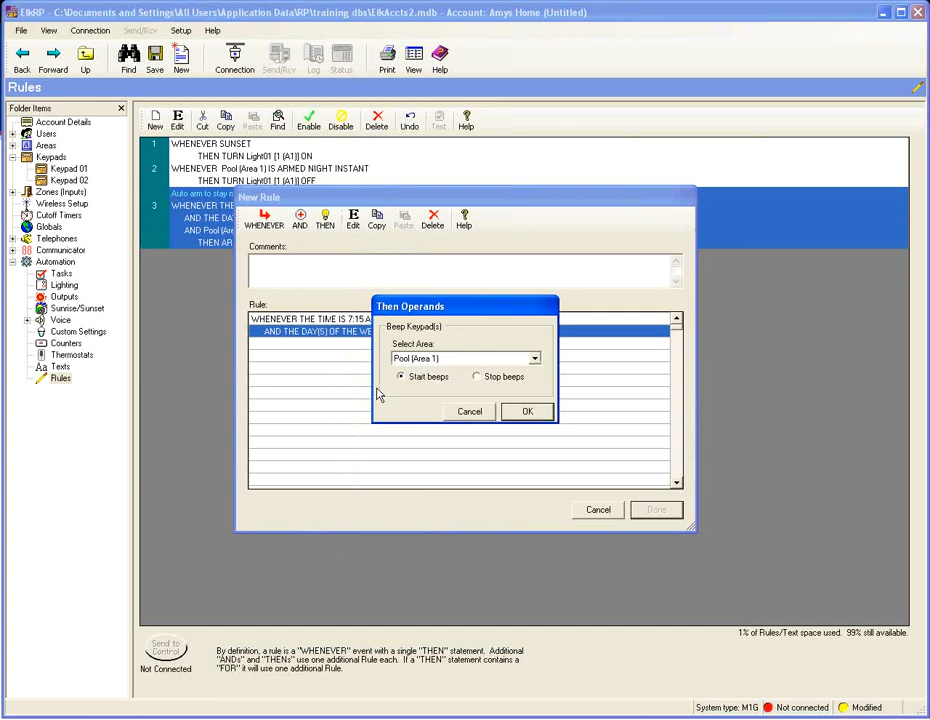 ElkRP - C:\Documents and Settings\All Users\Application Data\RP\training dbs\ElkAccts2.mdb - Account: Amys Home (Untitled)
File View Connection Send/Rcv Setup Help
Back Forward Up Find Save New Connection Send/Rcv Log Status Print View Help
Rules
Folder Items
Account Details
Users
Areas
Keypads
Keypad 01
Keypad 02
Zones (Inputs)
Wireless Setup
Cutoff Timers
Globals
Telephones
Communicator
Automation
Tasks
Lighting
Outputs
Sunrise/Sunset
Voice
Custom Settings
Counters
Thermostats
Texts
Rules
New Edit Cut Copy Paste Find Enable Disable Delete Undo Test Help
1 WHENEVER SUNSET
THEN TURN Light01 [1 (A1)] ON
2 WHENEVER Pool (Area 1) IS ARMED NIGHT INSTANT
THEN TURN Light01 [1 (A1)] OFF
Auto arm to stay
3 WHENEVER THE
AND THE DA
AND Pool (Are
THEN AR
New Rule
WHENEVER AND THEN Edit Copy Paste Delete Help
Comments:
Rule:
WHENEVER THE TIME IS 7:15 A
AND THE DAY(S) OF THE WE
Then Operands
Beep Keypad(s)
Select Area:
Pool (Area 1)
Start beeps Stop beeps
Cancel OK
Cancel Done
1% of Rules/Text space used. 99% still available.
Send to
Control
Not Connected
By definition, a rule is a "WHENEVER" event with a single "THEN" statement. Additional
"ANDs" and "THENs" use one additional Rule each. If a "THEN" statement contains a
"FOR" it will use one additional Rule.
System type: M1G Not connected Modified